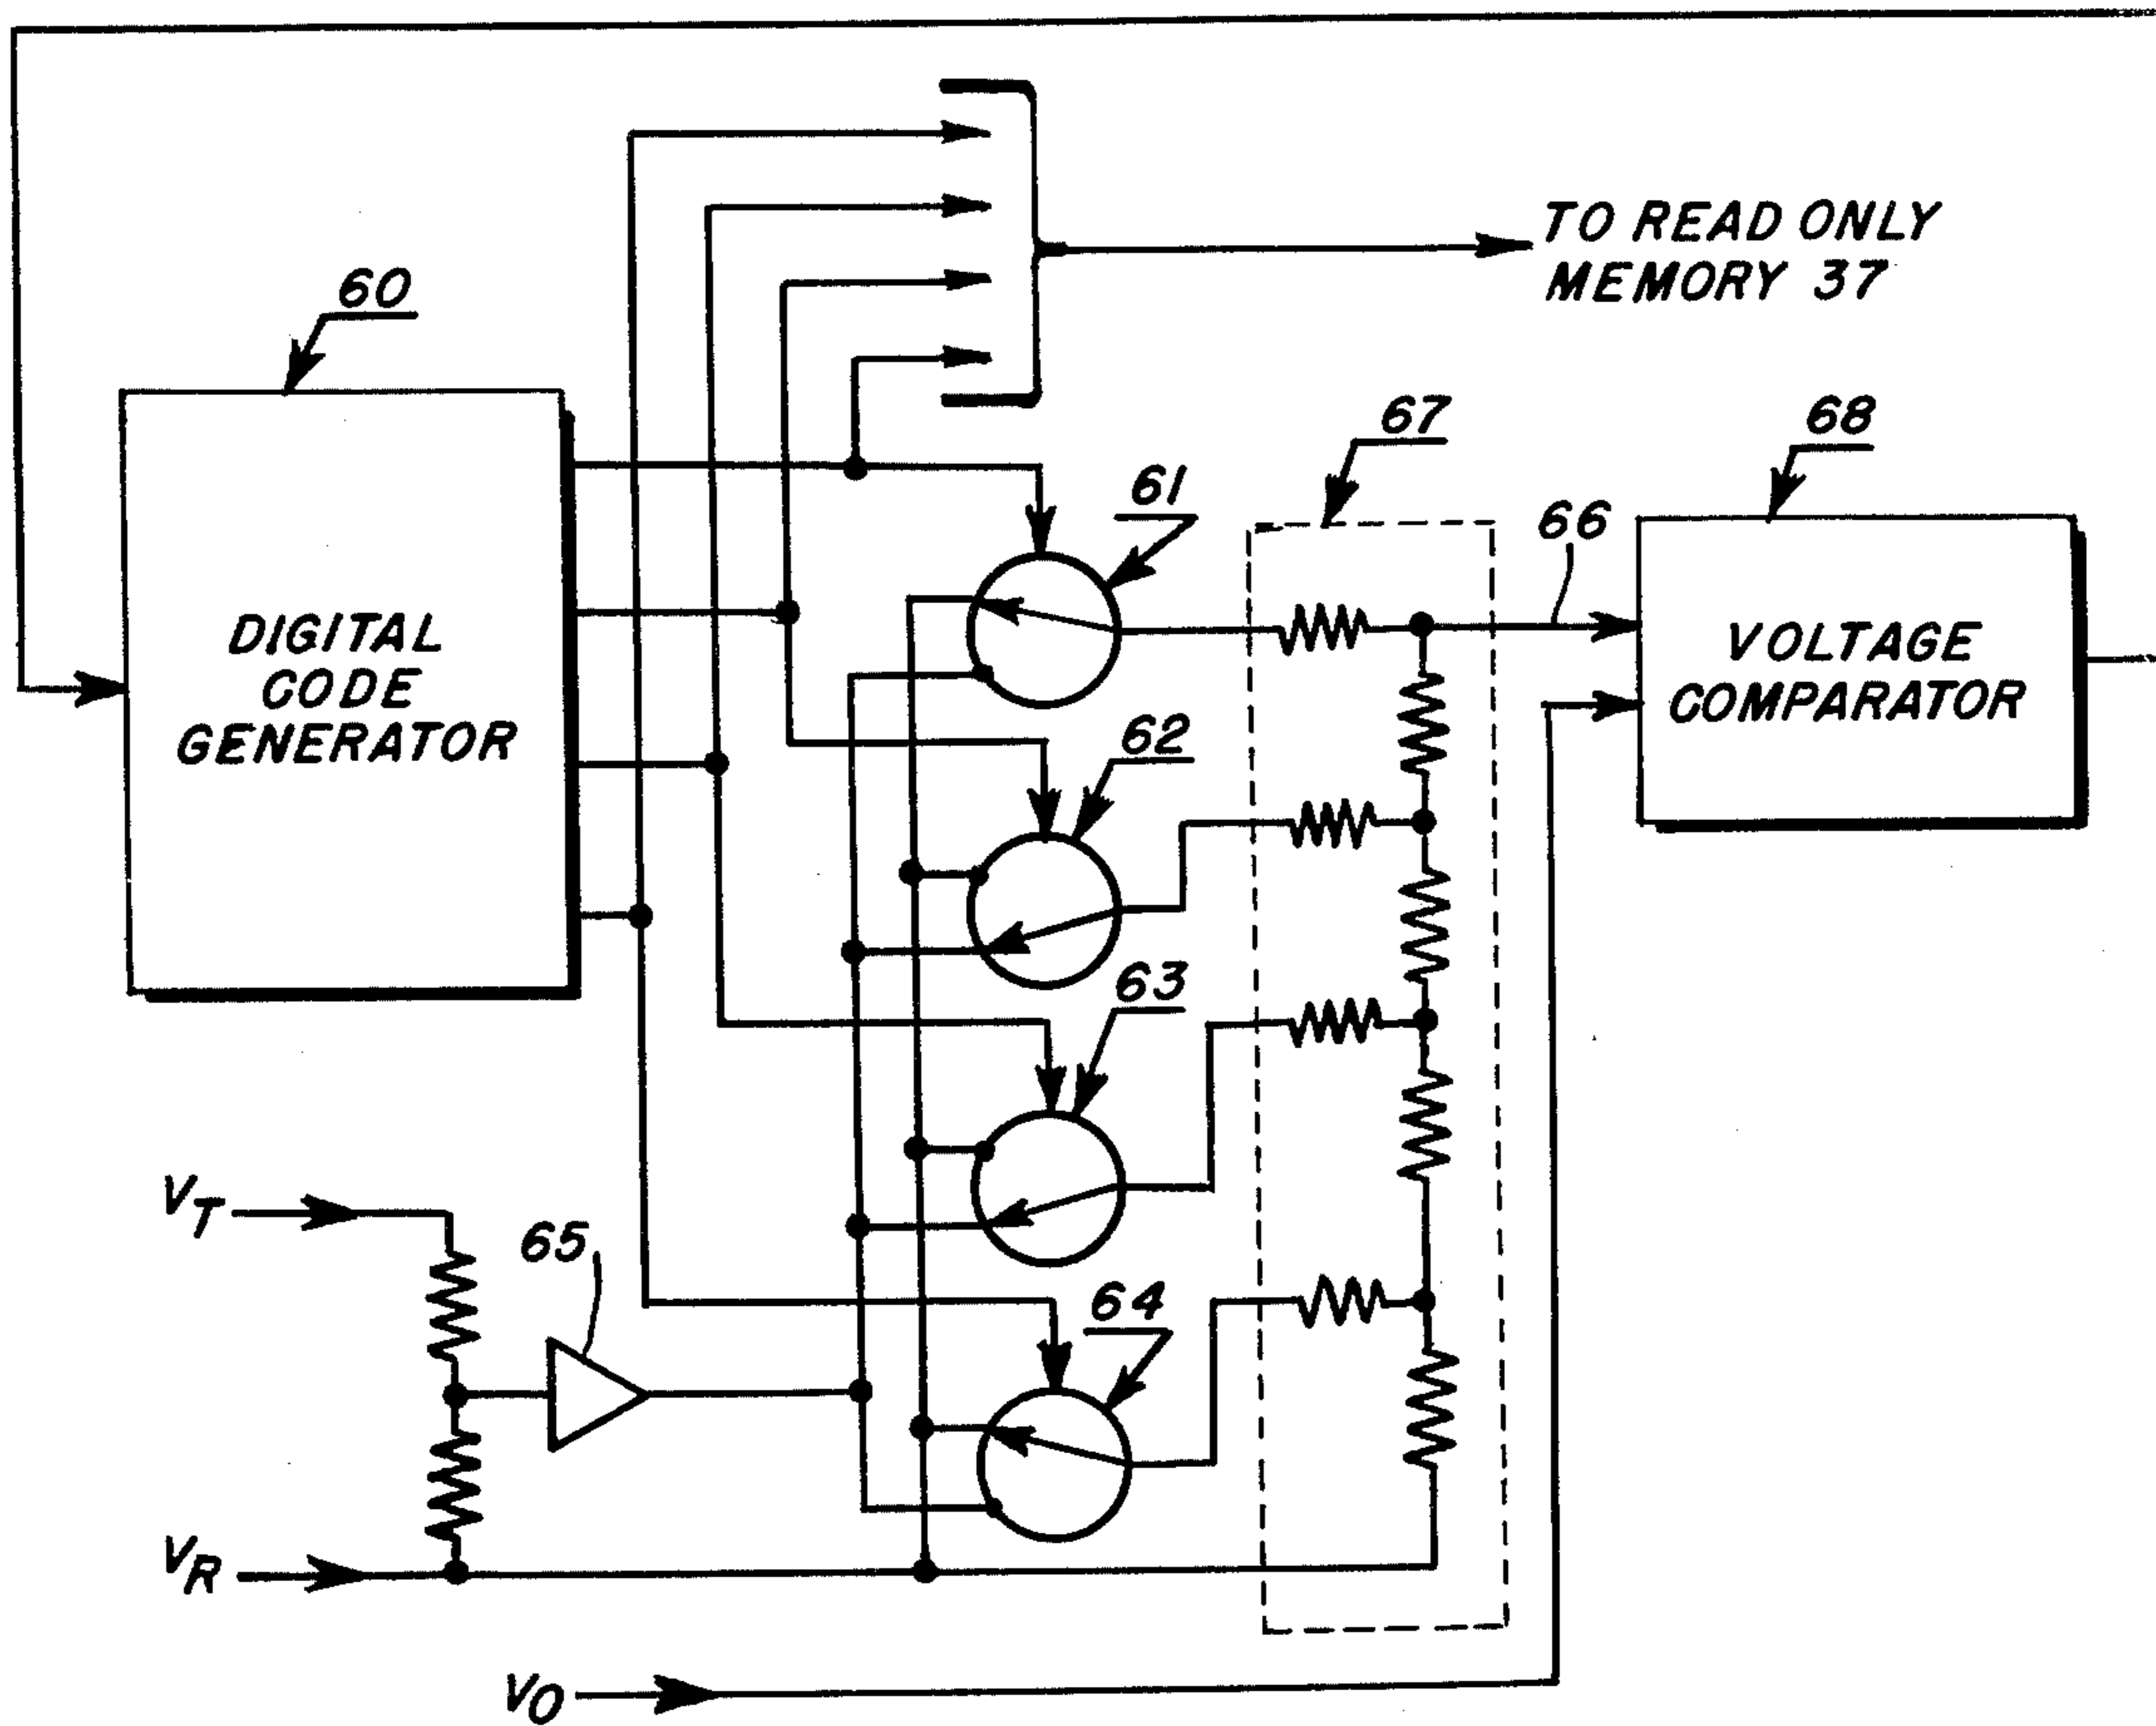 TO READ ONLY
MEMORY 37
60
67
68
61
66
DIGITAL
CODE
GENERATOR
VOLTAGE
COMPARATOR
62
63
VT
65
64
VR
VO